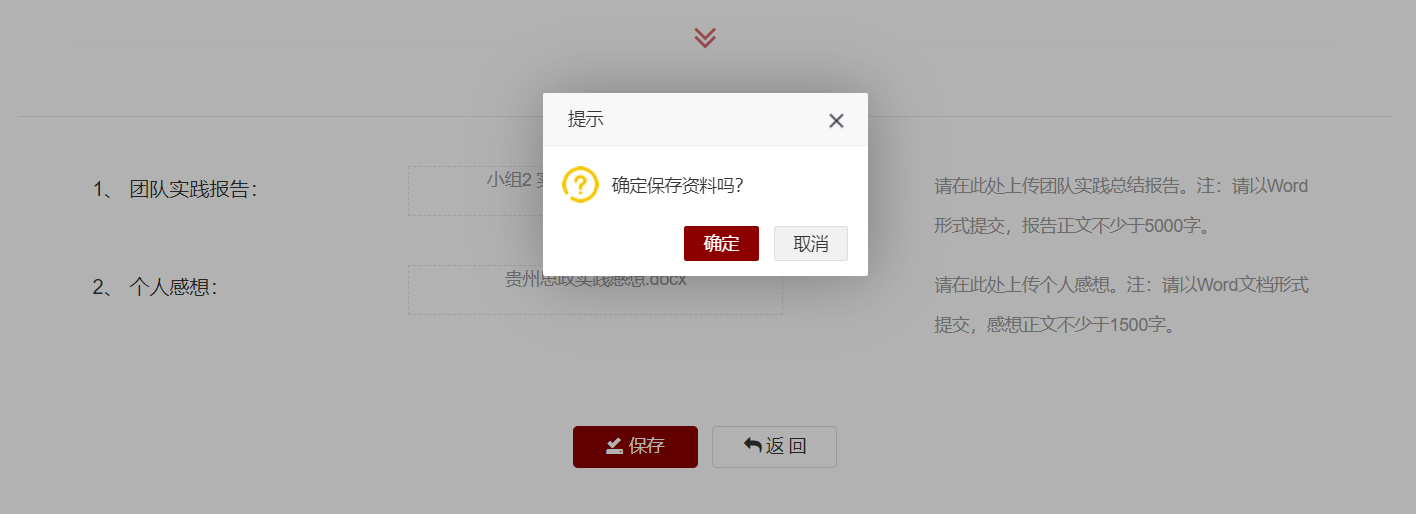 提示
确定保存资料吗？
确定
取消
1、 团队实践报告：
小组2
请在此处上传团队实践总结报告。注：请以Word
形式提交，报告正文不少于5000字。
2、 个人感想：
贵州思政实践感想.docx
请在此处上传个人感想。注：请以Word文档形式
提交，感想正文不少于1500字。
保存
返 回